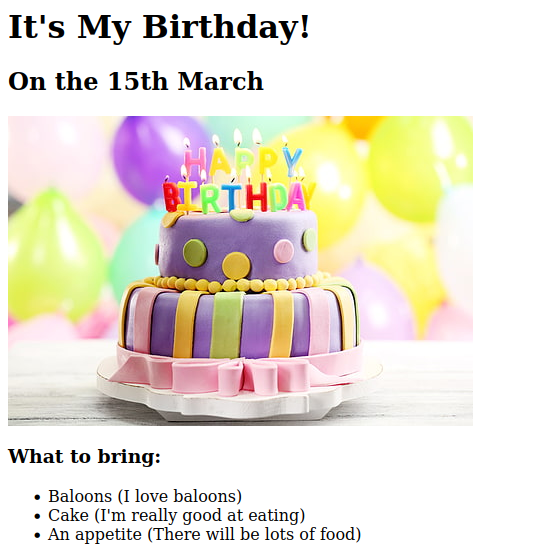 It's My Birthday!
On the 15th March
HAPPY
BIRTHDAY
What to bring:
Baloons (I love baloons)
Cake (I'm really good at eating)
An appetite (There will be lots of food)